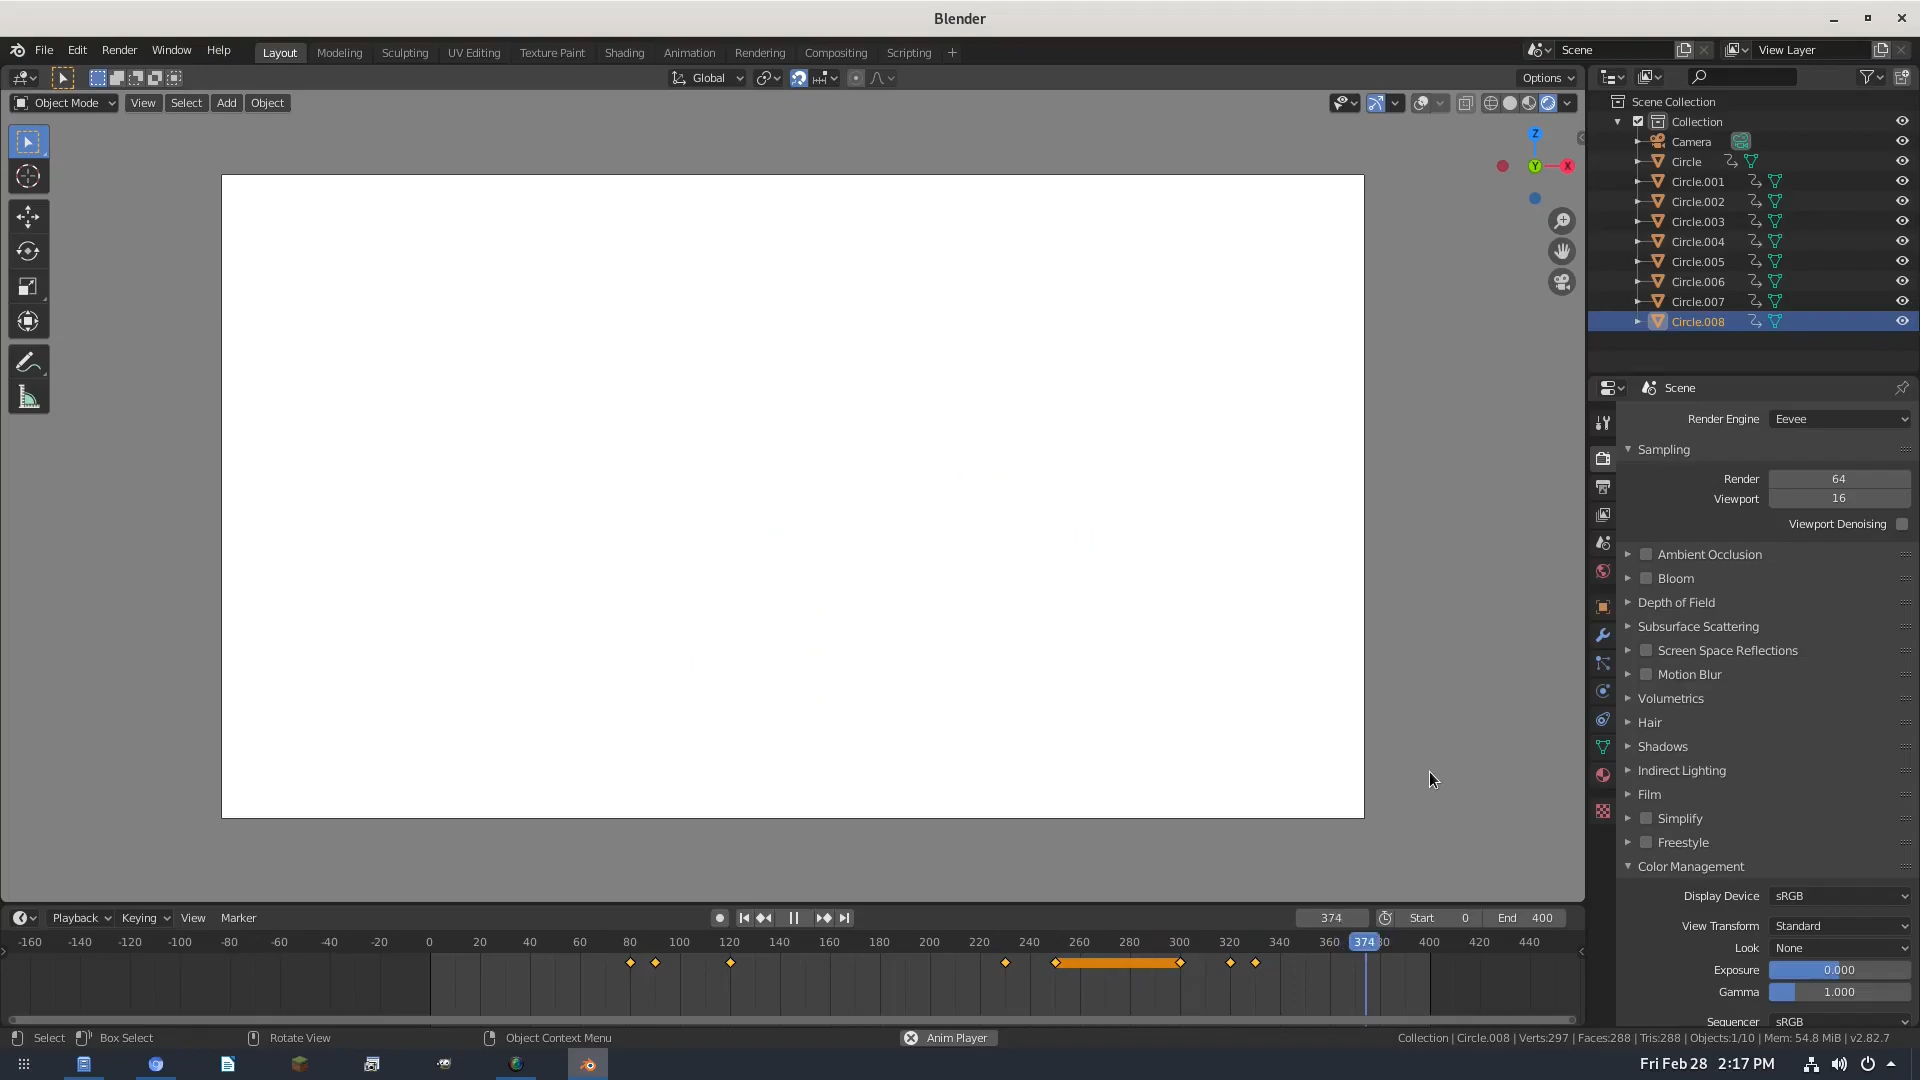 Blender
File Edit Render Window Help
Layout Modeling Sculpting UV Editing Texture Paint Shading Animation Rendering Compositing Scripting +
Scene
View Layer
Global
Options
Object Mode View Select Add Object
Z
Y
X
Scene Collection
Collection
Camera
Circle
Circle.001
Circle.002
Circle.003
Circle.004
Circle.005
Circle.006
Circle.007
Circle.008
Scene
Render Engine Eevee
Sampling
Render 64
Viewport 16
Viewport Denoising
Ambient Occlusion
Bloom
Depth of Field
Subsurface Scattering
Screen Space Reflections
Motion Blur
Volumetrics
Hair
Shadows
Indirect Lighting
Film
Simplify
Freestyle
Color Management
Display Device sRGB
View Transform Standard
Look None
Exposure 0.000
Gamma 1.000
Sequencer sRGB
Playback Keying View Marker
374 Start 0 End 400
-160 -140 -120 -100 -80 -60 -40 -20 0 20 40 60 80 100 120 140 160 180 200 220 240 260 280 300 320 340 360 374 400 420 440
Select Box Select Rotate View Object Context Menu Anim Player
Collection | Circle.008 | Verts:297 | Faces:288 | Tris:288 | Objects:1/10 | Mem: 54.8 MiB | v2.82.7
Fri Feb 28 2:17 PM